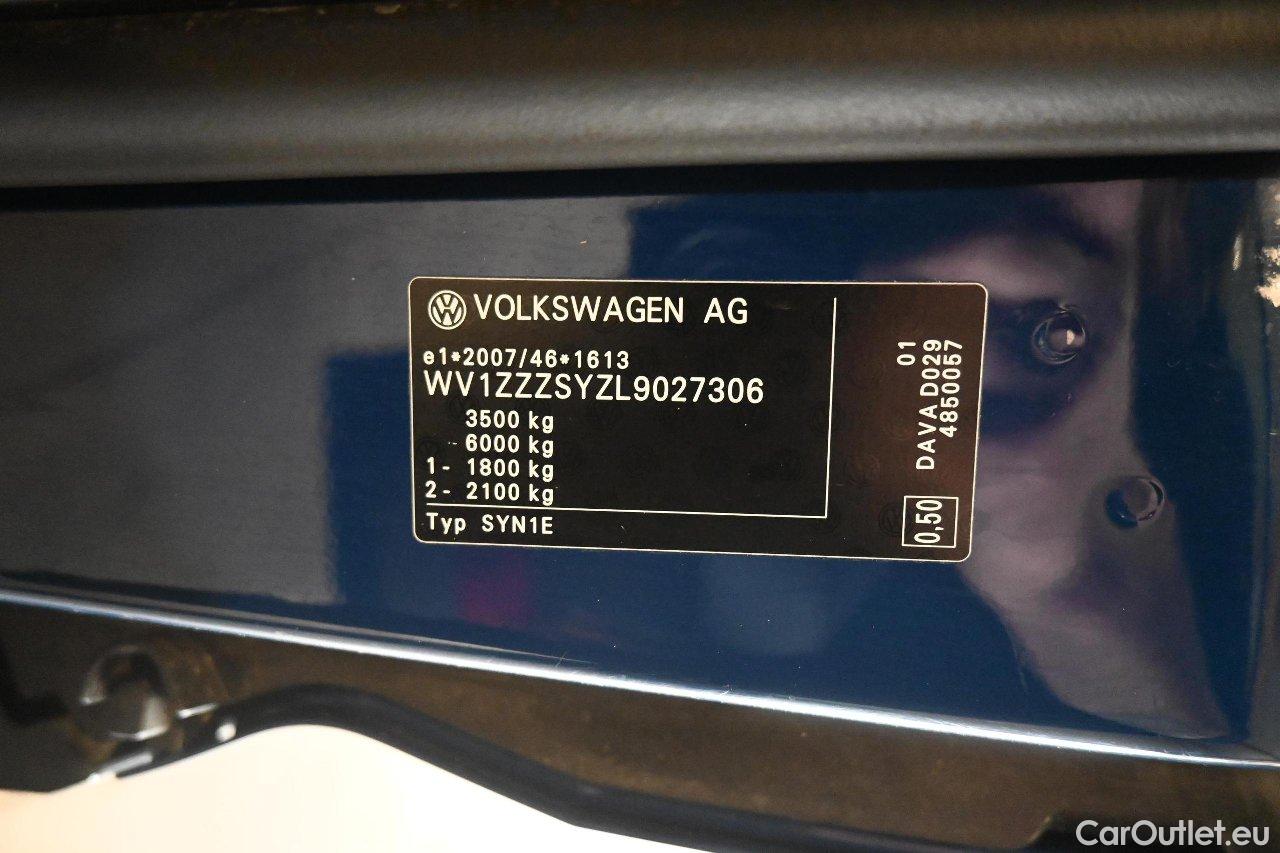 VOLKSWAGEN AG
e1*2007/46*1613
WV1ZZZSYZL9027306
3500 kg
6000 kg
1- 1800 kg
2- 2100 kg
Typ SYN1E
01
DAVA D029
4850057
0,50
CarOutlet.eu